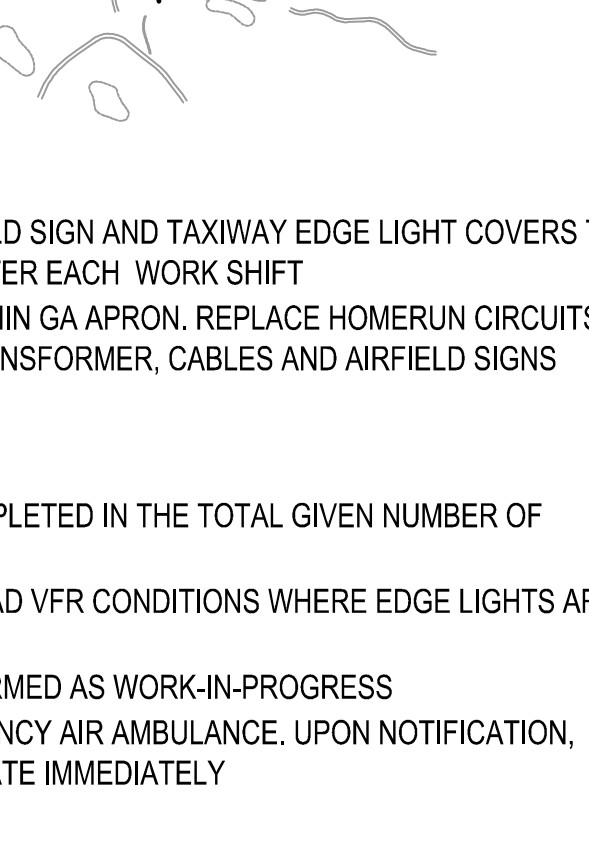 LD SIGN AND TAXIWAY EDGE LIGHT COVERS
TER EACH WORK SHIFT
HIN GA APRON. REPLACE HOMERUN CIRCUITS
NSFORMER, CABLES AND AIRFIELD SIGNS
PLETED IN THE TOTAL GIVEN NUMBER OF
AD VFR CONDITIONS WHERE EDGE LIGHTS AR
RMED AS WORK-IN-PROGRESS
NCY AIR AMBULANCE. UPON NOTIFICATION,
ATE IMMEDIATELY